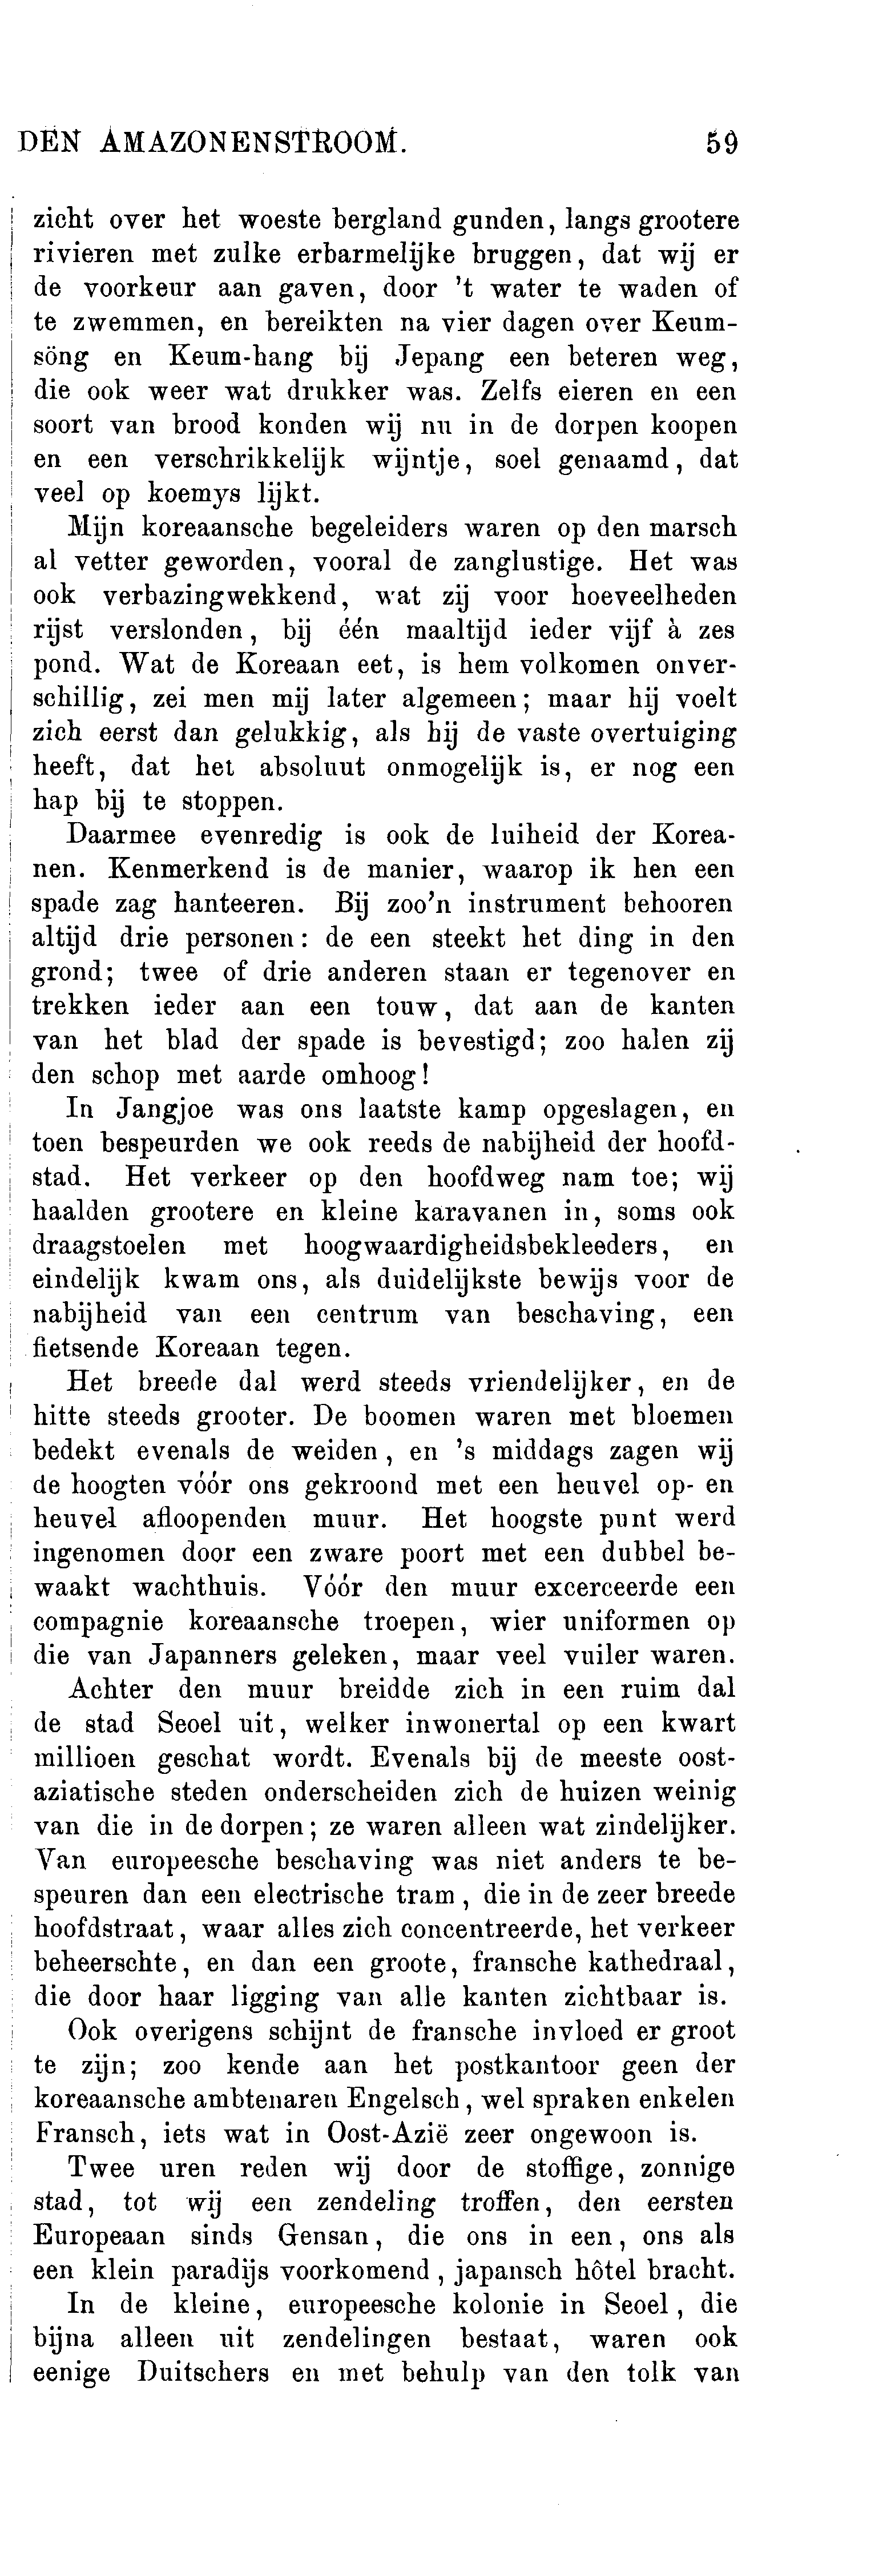 DEN AMAZONENSTROOM. 59
zicht over het woeste bergland gunden, langs grootere
rivieren met zulke erbarmelijke bruggen, dat wij er
de voorkeur aan gaven, door 't water te waden of
te zwemmen, en bereikten na vier dagen over Keum-
söng en Keum-hang bij Jepang een beteren weg,
die ook weer wat drukker was. Zelfs eieren en een
soort van brood konden wij nu in de dorpen koopen
en een verschrikkelijk wijntje, soel genaamd, dat
veel op koemys lijkt.
Mijn koreaansche begeleiders waren op den marsch
al vetter geworden, vooral de zanglustige. Het was
ook verbazingwekkend, wat zij voor hoeveelheden
rijst verslonden, bij één maaltijd ieder vijf à zes
pond. Wat de Koreaan eet, is hem volkomen onver-
schillig, zei men mij later algemeen; maar hij voelt
zich eerst dan gelukkig, als hij de vaste overtuiging
heeft, dat het absoluut onmogelijk is, er nog een
hap bij te stoppen.
Daarmee evenredig is ook de luiheid der Korea-
nen. Kenmerkend is de manier, waarop ik hen een
spade zag hanteeren. Bij zoo'n instrument behooren
altijd drie personen: de een steekt het ding in den
grond; twee of drie anderen staan er tegenover en
trekken ieder aan een touw, dat aan de kanten
van het blad der spade is bevestigd; zoo halen zij
den schop met aarde omhoog!
In Jangjoe was ons laatste kamp opgeslagen, en
toen bespeurden we ook reeds de nabijheid der hoofd-
stad. Het verkeer op den hoofdweg nam toe; wij
haalden grootere en kleine karavanen in, soms ook
draagstoelen met hoogwaardigheidsbekleeders, en
eindelijk kwam ons, als duidelijkste bewijs voor de
nabijheid van een centrum van beschaving, een
fietsende Koreaan tegen.
Het breede dal werd steeds vriendelijker, en de
hitte steeds grooter. De boomen waren met bloemen
bedekt evenals de weiden, en 's middags zagen wij
de hoogten vóór ons gekroond met een heuvel op- en
heuvel afloopenden muur. Het hoogste punt werd
ingenomen door een zware poort met een dubbel be-
waakt wachthuis. Vóór den muur excerceerde een
compagnie koreaansche troepen, wier uniformen op
die van Japanners geleken, maar veel vuiler waren.
Achter den muur breidde zich in een ruim dal
de stad Seoel uit, welker inwonertal op een kwart
millioen geschat wordt. Evenals bij de meeste oost-
aziatische steden onderscheiden zich de huizen weinig
van die in de dorpen; ze waren alleen wat zindelijker.
Van europeesche beschaving was niet anders te be-
speuren dan een electrische tram, die in de zeer breede
hoofdstraat, waar alles zich concentreerde, het verkeer
beheerschte, en dan een groote, fransche kathedraal,
die door haar ligging van alle kanten zichtbaar is.
Ook overigens schijnt de fransche invloed er groot
te zijn; zoo kende aan het postkantoor geen der
koreaansche ambtenaren Engelsch, wel spraken enkelen
Fransch, iets wat in Oost-Azië zeer ongewoon is.
Twee uren reden wij door de stoffige, zonnige
stad, tot wij een zendeling troffen, den eersten
Europeaan sinds Gensan, die ons in een, ons als
een klein paradijs voorkomend, japansch hôtel bracht.
In de kleine, europeesche kolonie in Seoel, die
bijna alleen uit zendelingen bestaat, waren ook
eenige Duitschers en met behulp van den tolk van